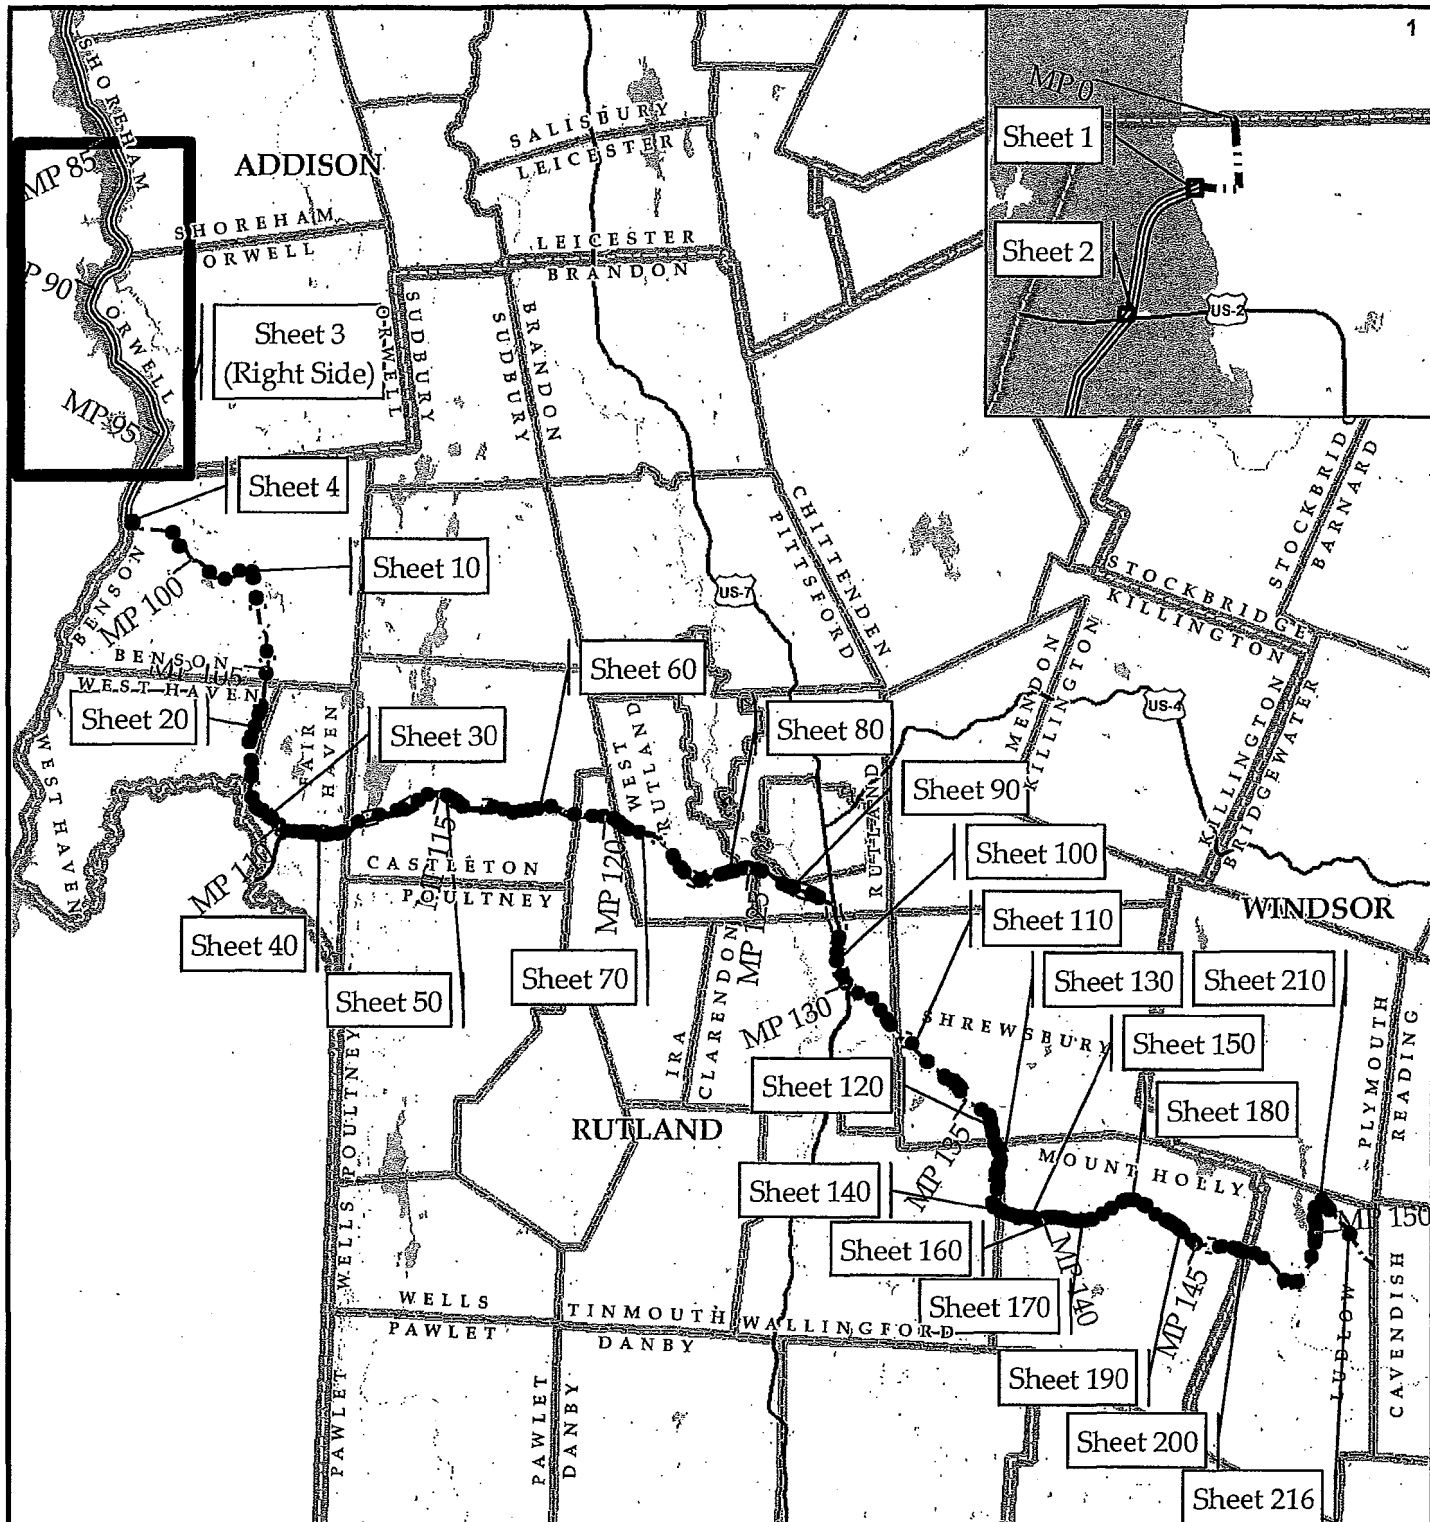 1
MP 0
Sheet 1
Sheet 2
US-2
SHOREHAM
MP 85
ADDISON
SALISBURY
LEICESTER
SHOREHAM
ORWELL
LEICESTER
BRANDON
P 90
ORWELL
Sheet 3
(Right Side)
ORWELL
SUDBURY
SUDBURY
BRANDON
MP 95
Sheet 4
Sheet 10
BENSON
MP 100
US-7
CHITTENDEN
PITTSFORD
STOCKBRIDGE
BARNARD
STOCKBRIDGE
KILLINGTON
BENSON
WEST HAVEN
Sheet 20
FAIR
HAVEN
Sheet 30
Sheet 60
WEST
RUTLAND
Sheet 80
RUTLAND
MENDON
KILLINGTON
US-4
KILLINGTON
BRIDGEWATER
Sheet 90
Sheet 100
WEST HAVEN
MP 110
MP 115
CASTLETON
POULTNEY
MP 120
MP 125
Sheet 110
WINDSOR
Sheet 40
Sheet 50
Sheet 70
IRA
CLARENDON
MP 130
SHREWSBURY
Sheet 130
Sheet 210
PLYMOUTH
READING
Sheet 150
Sheet 120
Sheet 180
WELLS
POULTNEY
RUTLAND
MP 135
MOUNT HOLLY
Sheet 140
MP 150
Sheet 160
MP 140
Sheet 170
MP 145
LUDLOW
CAVENDISH
WELLS
PAWLET
TINMOUTH
DANBY
WALLINGFORD
Sheet 190
PAWLET
PAWLET
DANBY
Sheet 200
Sheet 216